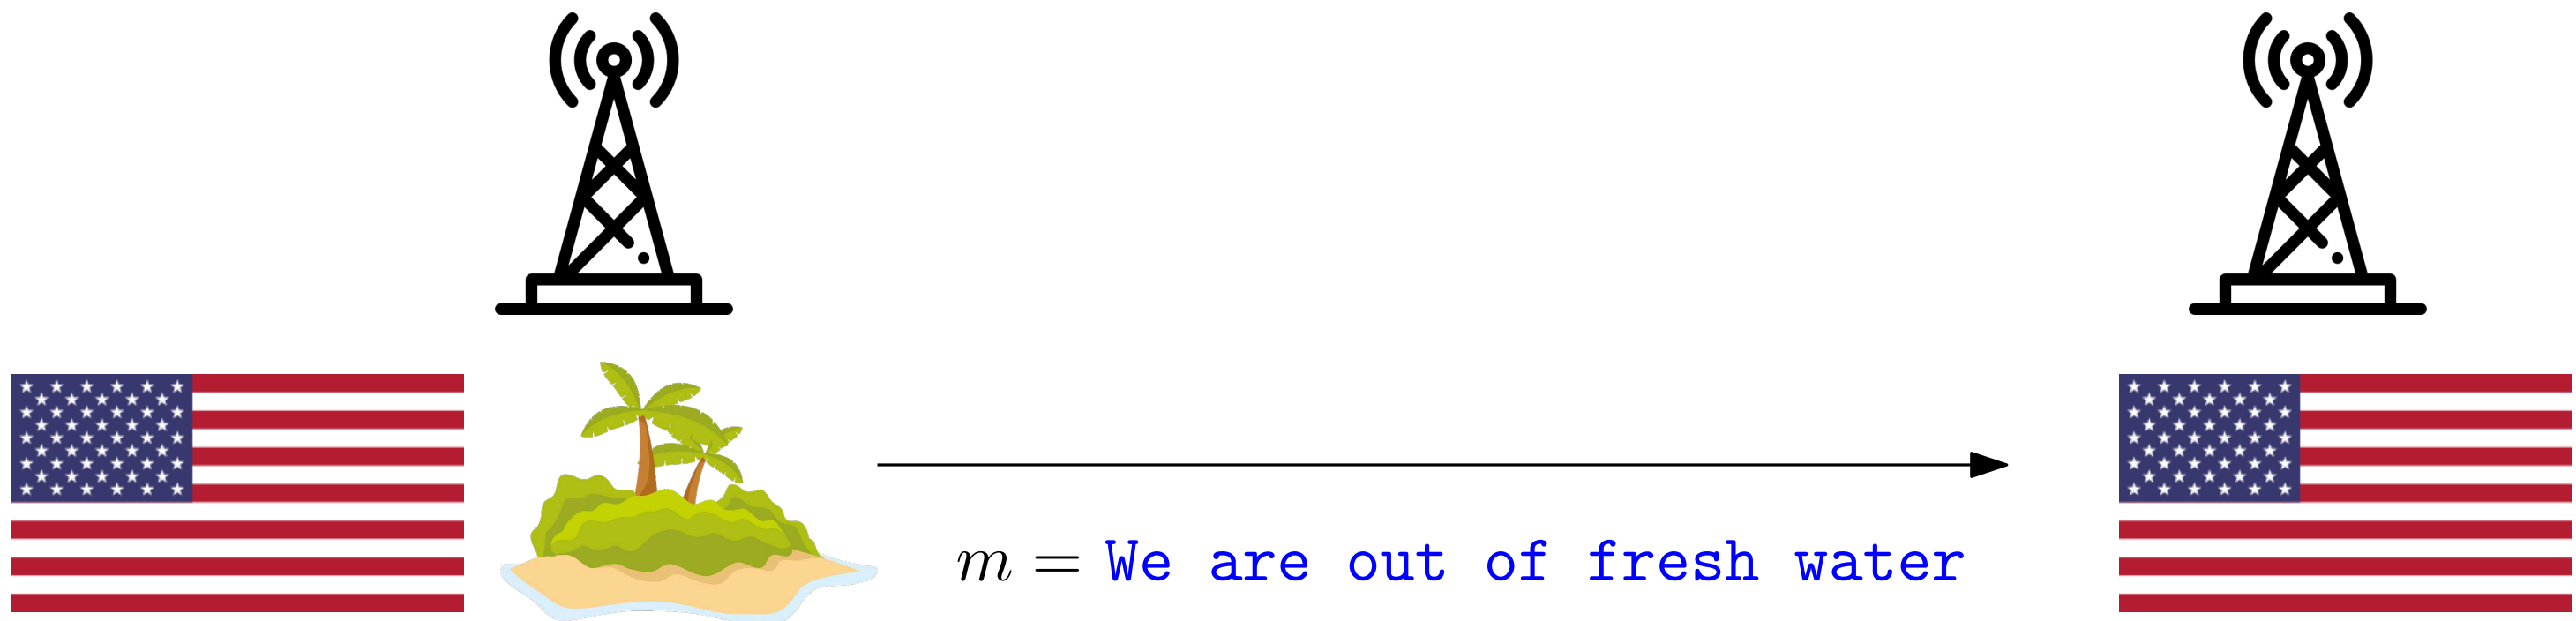 m = We are out of fresh water